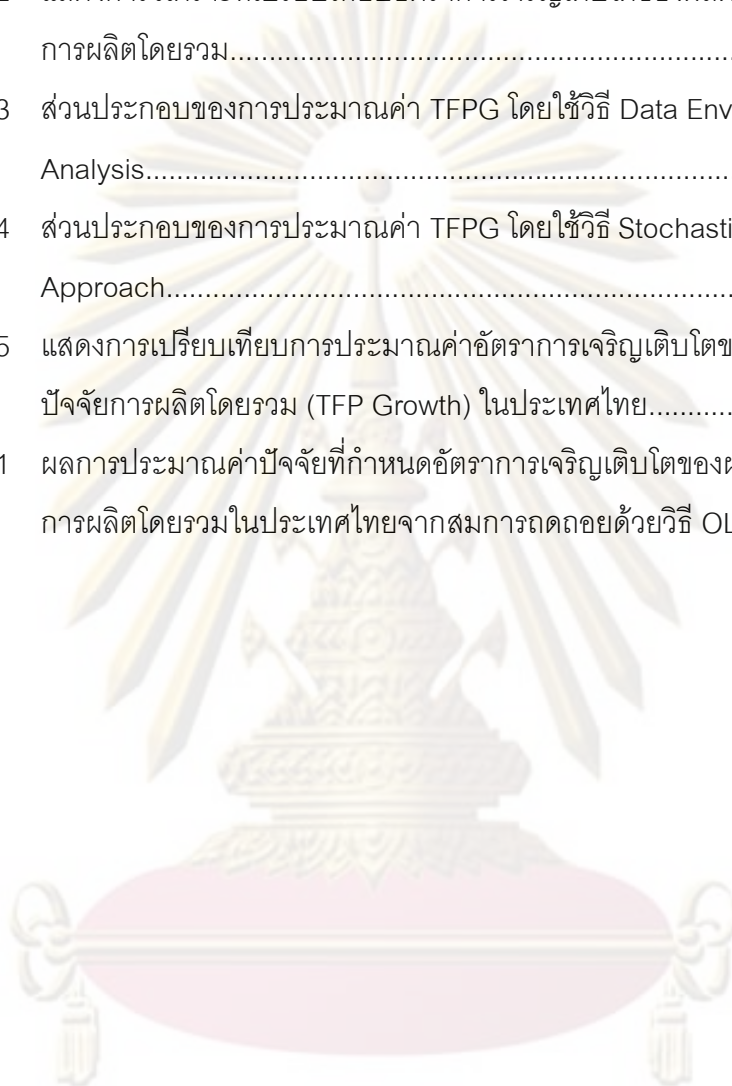 การผลิตโดยรวม
3 ส่วนประกอบของการประมาณค่า TFPG โดยใช้วิธี Data Env
Analysis
4 ส่วนประกอบของการประมาณค่า TFPG โดยใช้วิธี Stochasti
Approach
5 แสดงการเปรียบเทียบการประมาณค่าอัตราการเจริญเติบโตข
ปัจจัยการผลิตโดยรวม (TFP Growth) ในประเทศไทย
1 ผลการประมาณค่าปัจจัยที่กำหนดอัตราการเจริญเติบโตของผ
การผลิตโดยรวมในประเทศไทยจากสมการถดถอยด้วยวิธี OL